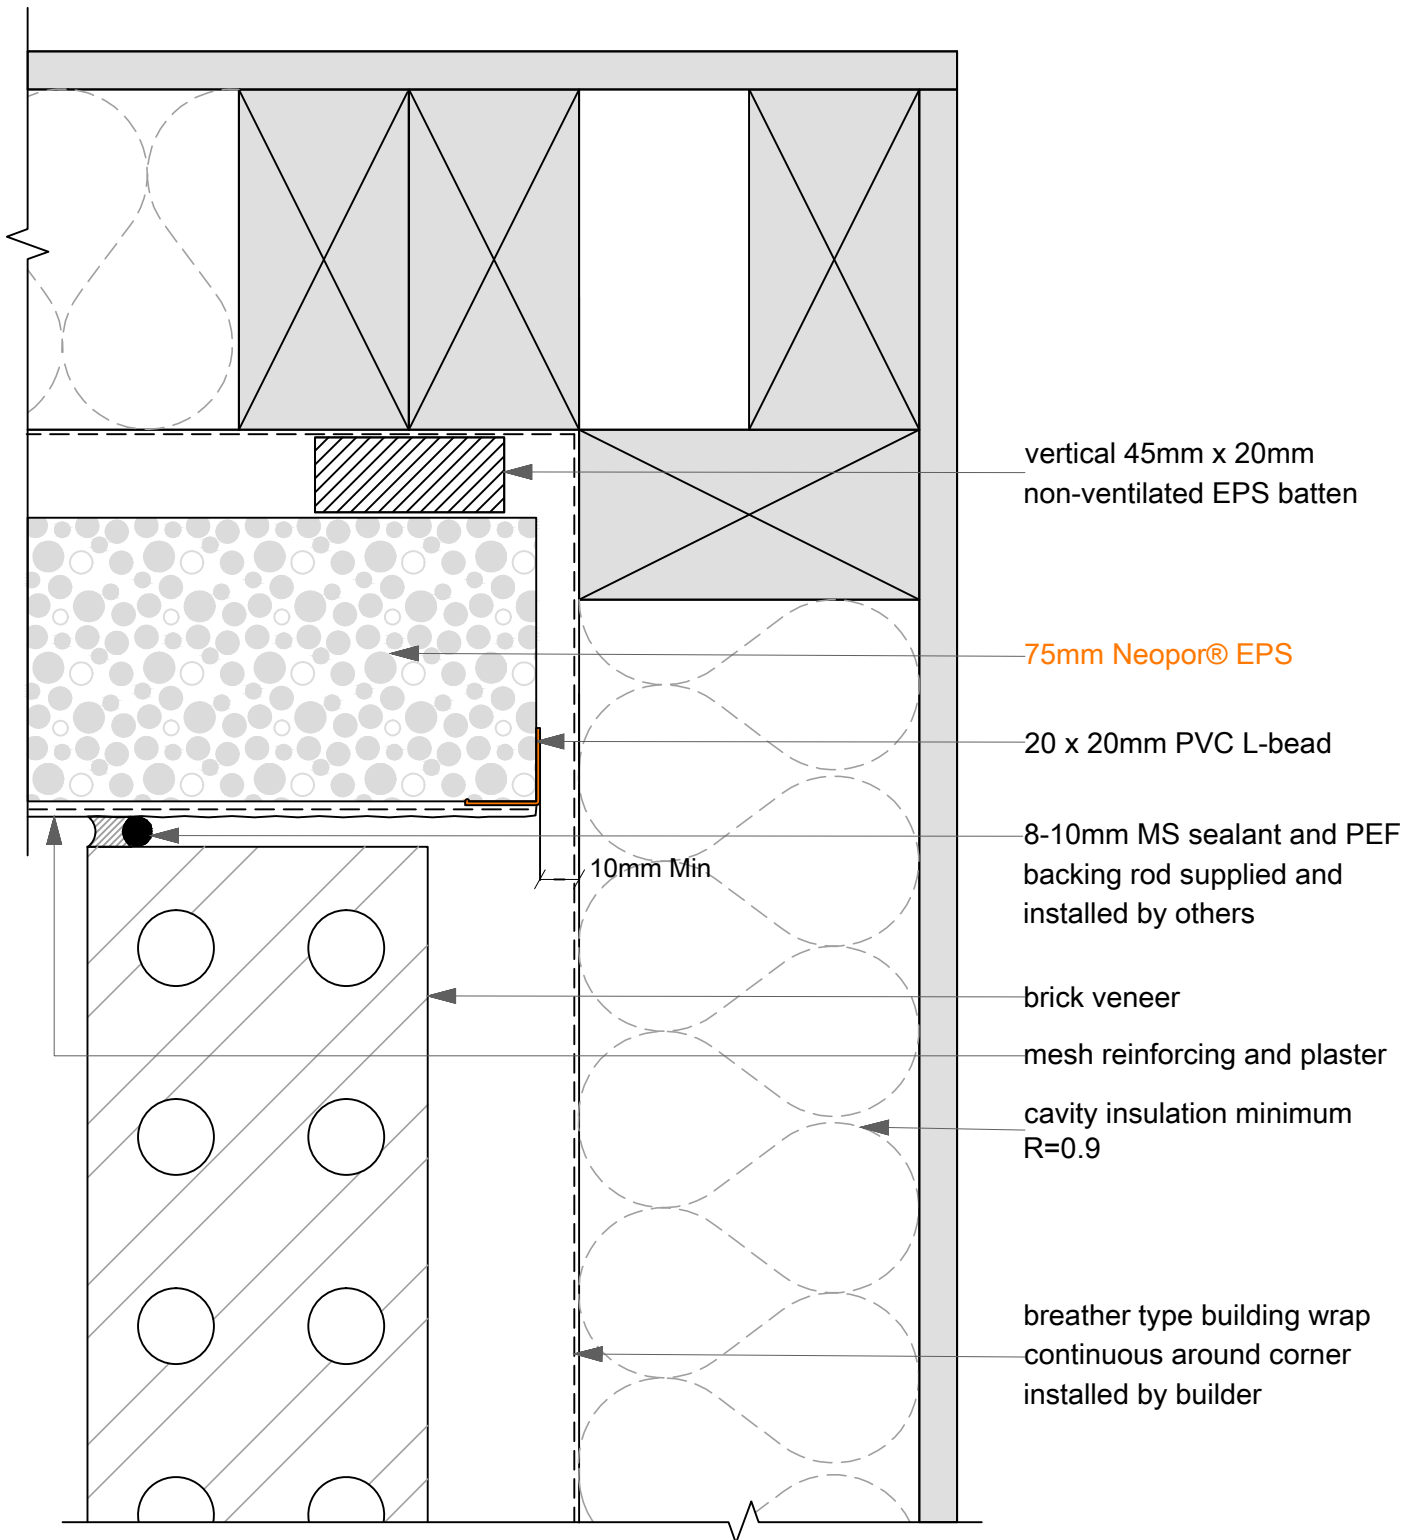 vertical 45mm x 20mm
non-ventilated EPS batten
75mm Neopor® EPS
20 x 20mm PVC L-bead
8-10mm MS sealant and PEF
backing rod supplied and
installed by others
10mm Min
brick veneer
mesh reinforcing and plaster
cavity insulation minimum
R=0.9
breather type building wrap
continuous around corner
installed by builder